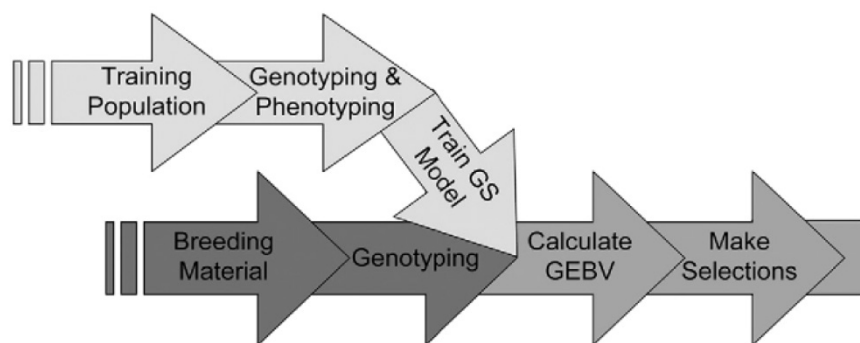 Training
Population
Genotyping &
Phenotyping
Train GS
Model
Breeding
Material
Genotyping
Calculate
GEBV
Make
Selections